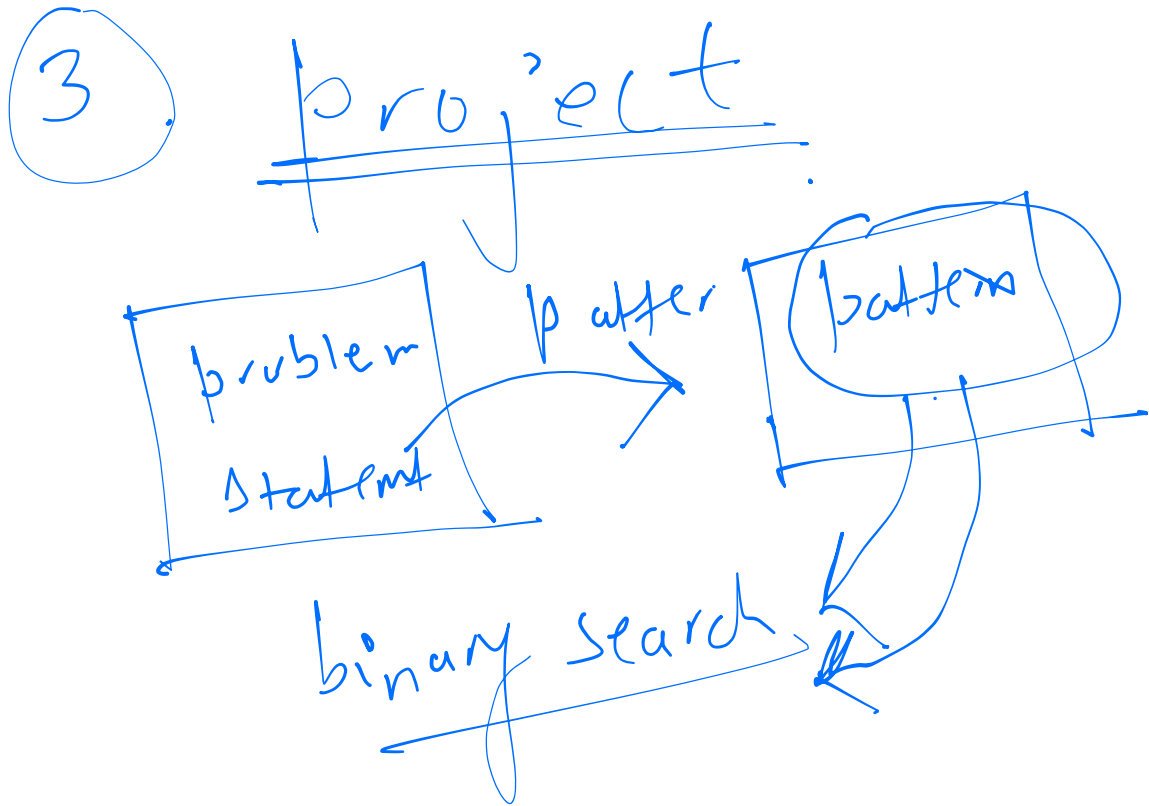 3
project
problem
statemt
patter
pattern
binary search